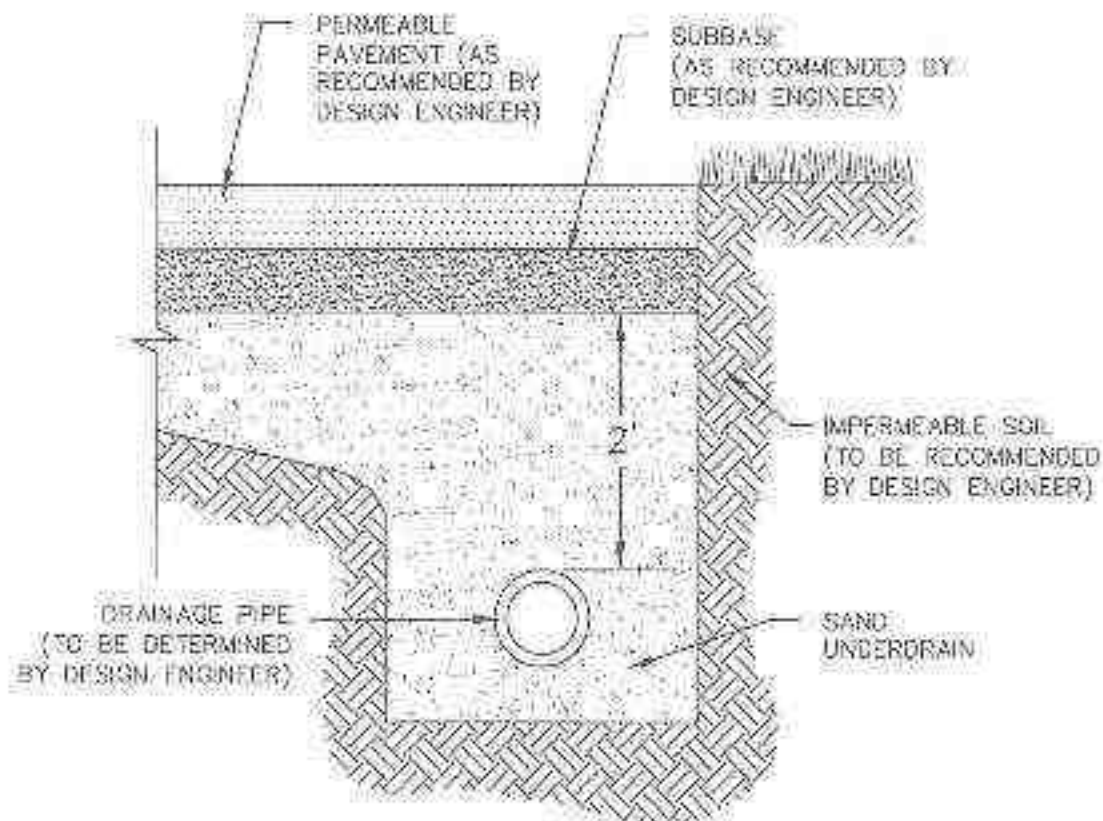 PERMEABLE
PAVEMENT (AS
RECOMMENDED BY
DESIGN ENGINEER)
SUBBASE
(AS RECOMMENDED BY
DESIGN ENGINEER)
2'
IMPERMEABLE SOIL
(TO BE RECOMMENDED
BY DESIGN ENGINEER)
DRAINAGE PIPE
(TO BE DETERMINED
BY DESIGN ENGINEER)
SAND
UNDERDRAIN